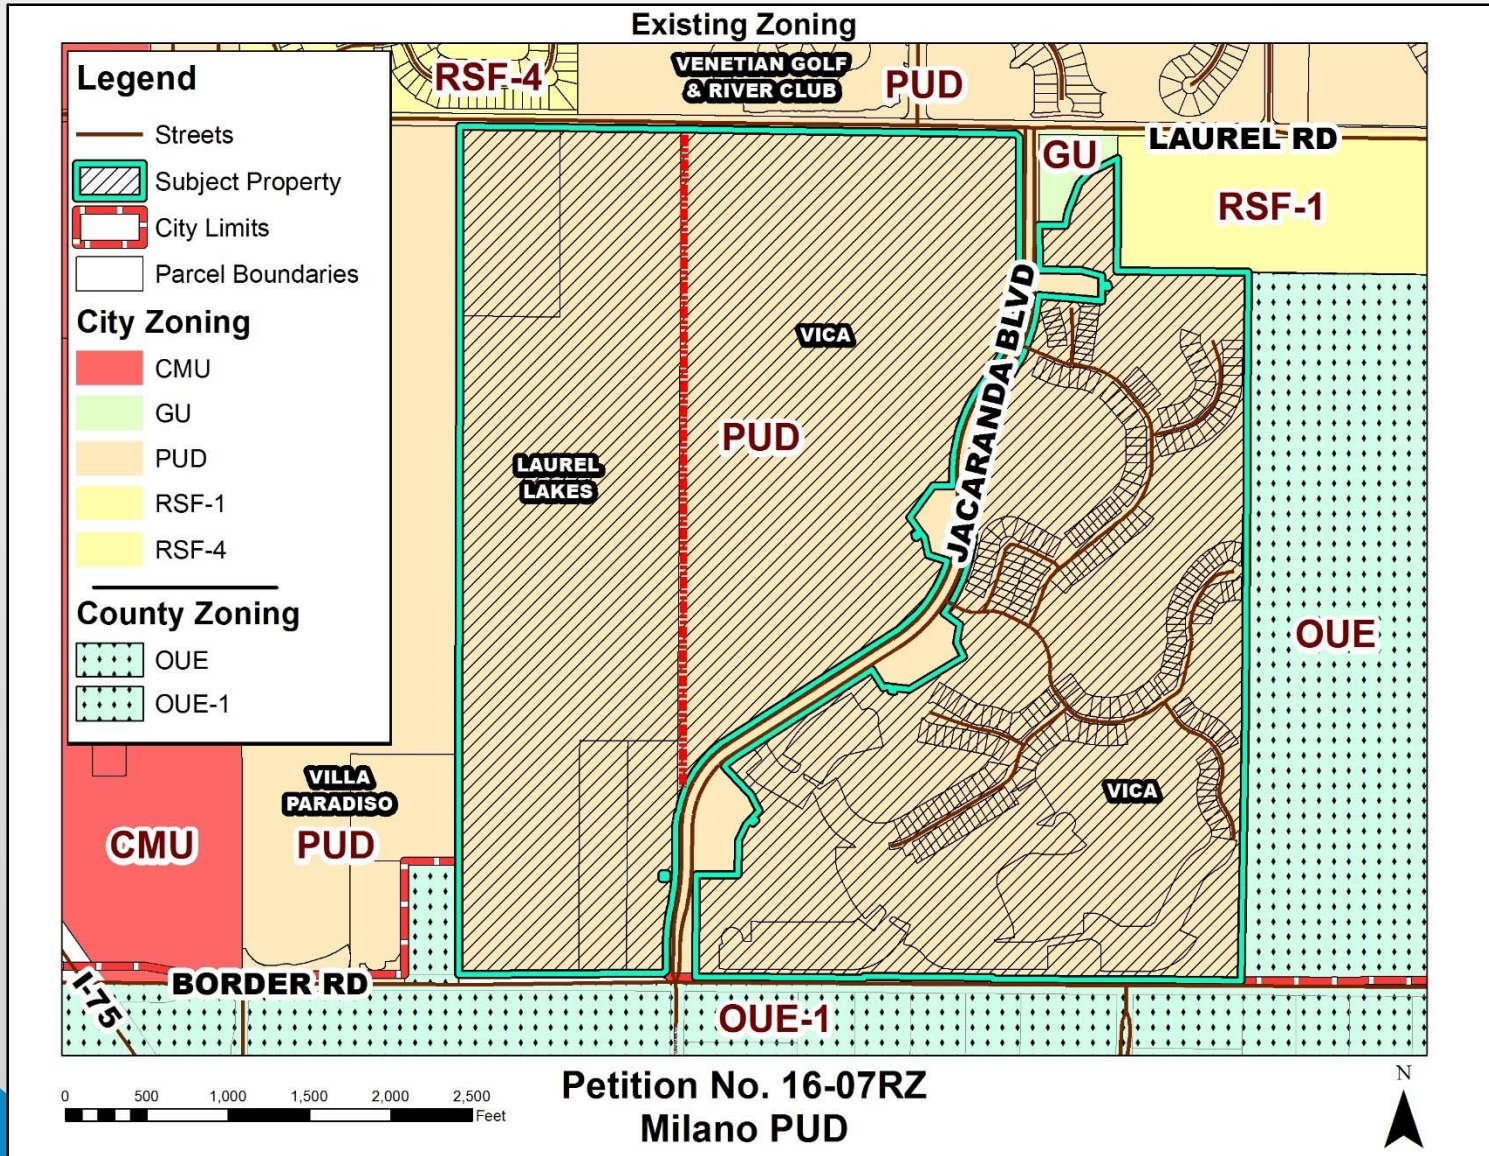 Existing Zoning
Legend
Streets
Subject Property
City Limits
Parcel Boundaries
City Zoning
CMU
GU
PUD
RSF-1
RSF-4
County Zoning
OUE
OUE-1
RSF-4
VENETIAN GOLF
& RIVER CLUB
PUD
LAUREL RD
GU
RSF-1
JACARANDA BLVD
VICA
PUD
LAUREL
LAKES
OUE
VICA
VILLA
PARADISO
CMU
PUD
BORDER RD
I-75
OUE-1
0 500 1,000 1,500 2,000 2,500
Feet
Petition No. 16-07RZ
Milano PUD
N